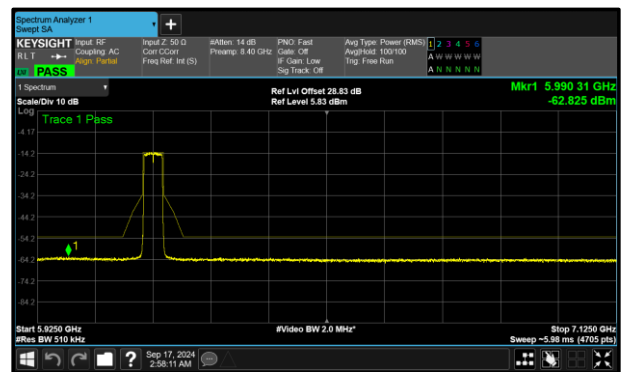 Spectrum Analyzer 1
Swept SA
+
KEYSIGHT
Input: RF
Coupling: AC
Align: Partial
RLT
PASS
Input Z: 50 Ω
Corr CCorr
Freq Ref: Int (S)
#Atten: 14 dB
Preamp: 8.40 GHz
PNO: Fast
Gate: Off
IF Gain: Low
Sig Track: Off
Avg Type: Power (RMS)
Avg|Hold: 100/100
Trig: Free Run
1 2 3 4 5 6
A W W W W W
A N N N N N
1 Spectrum
Scale/Div 10 dB
Ref Lvl Offset 28.83 dB
Ref Level 5.83 dBm
Mkr1 5.990 31 GHz
-62.825 dBm
Log
Trace 1 Pass
-4.17
-14.2
-24.2
-34.2
-44.2
-54.2
1
-64.2
-74.2
-84.2
Start 5.9250 GHz
#Res BW 510 kHz
#Video BW 2.0 MHz*
Stop 7.1250 GHz
Sweep ~5.98 ms (4705 pts)
?
Sep 17, 2024
2:58:11 AM